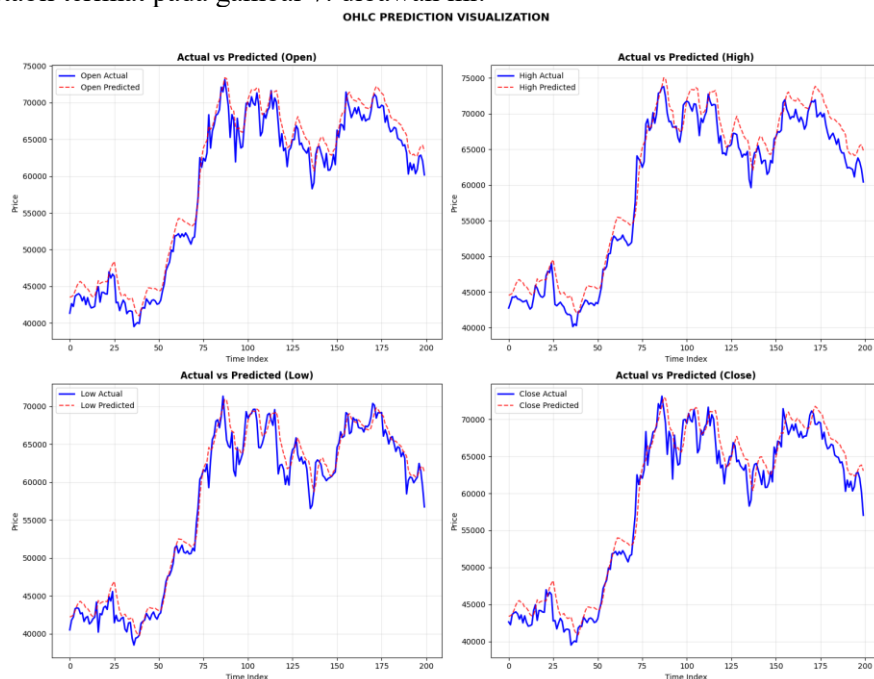 pada gambar 7. dibawah ini.
OHLC PREDICTION VISUALIZATION
Actual vs Predicted (Open)
Open Actual
Open Predicted
Price
75000
70000
65000
60000
55000
50000
45000
40000
0 25 50 75 100 125 150 175 200
Time Index
Actual vs Predicted (High)
High Actual
High Predicted
Price
75000
70000
65000
60000
55000
50000
45000
40000
0 25 50 75 100 125 150 175 200
Time Index
Actual vs Predicted (Low)
Low Actual
Low Predicted
Price
70000
65000
60000
55000
50000
45000
40000
0 25 50 75 100 125 150 175 200
Time Index
Actual vs Predicted (Close)
Close Actual
Close Predicted
Price
70000
65000
60000
55000
50000
45000
40000
0 25 50 75 100 125 150 175 200
Time Index